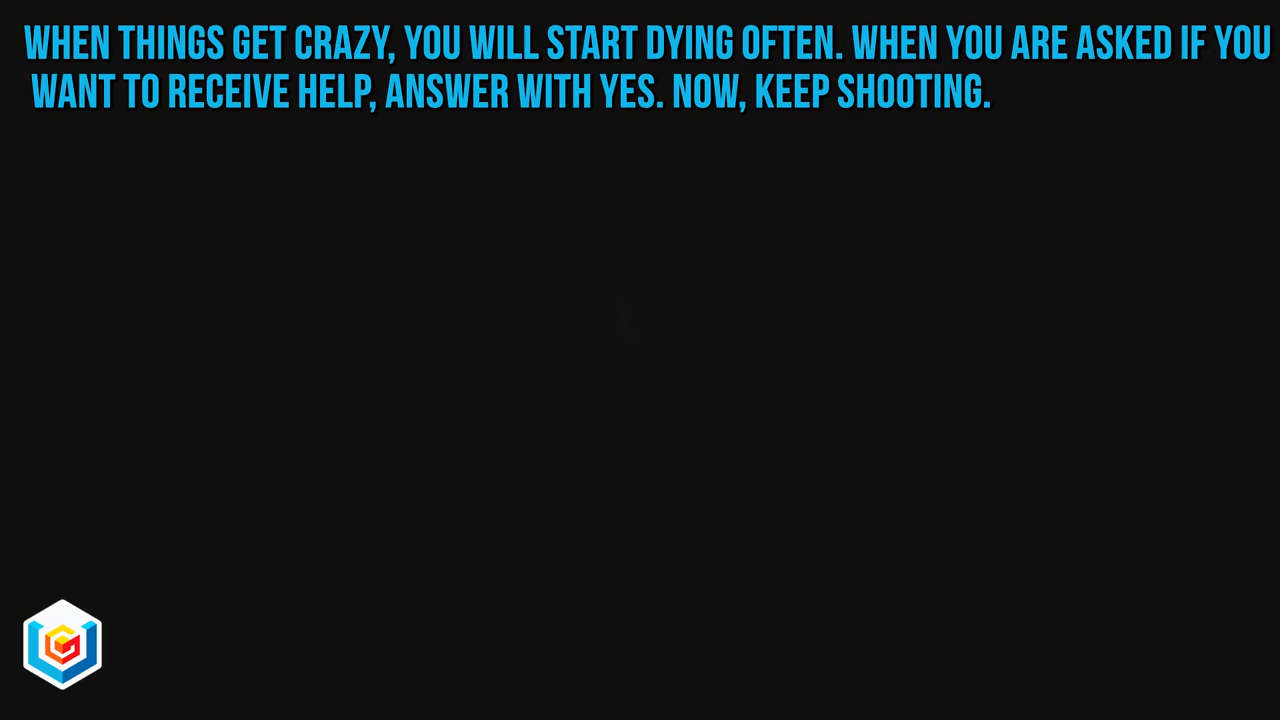 WHEN THINGS GET CRAZY, YOU WILL START DYING OFTEN. WHEN YOU ARE ASKED IF YOU
WANT TO RECEIVE HELP, ANSWER WITH YES. NOW, KEEP SHOOTING.